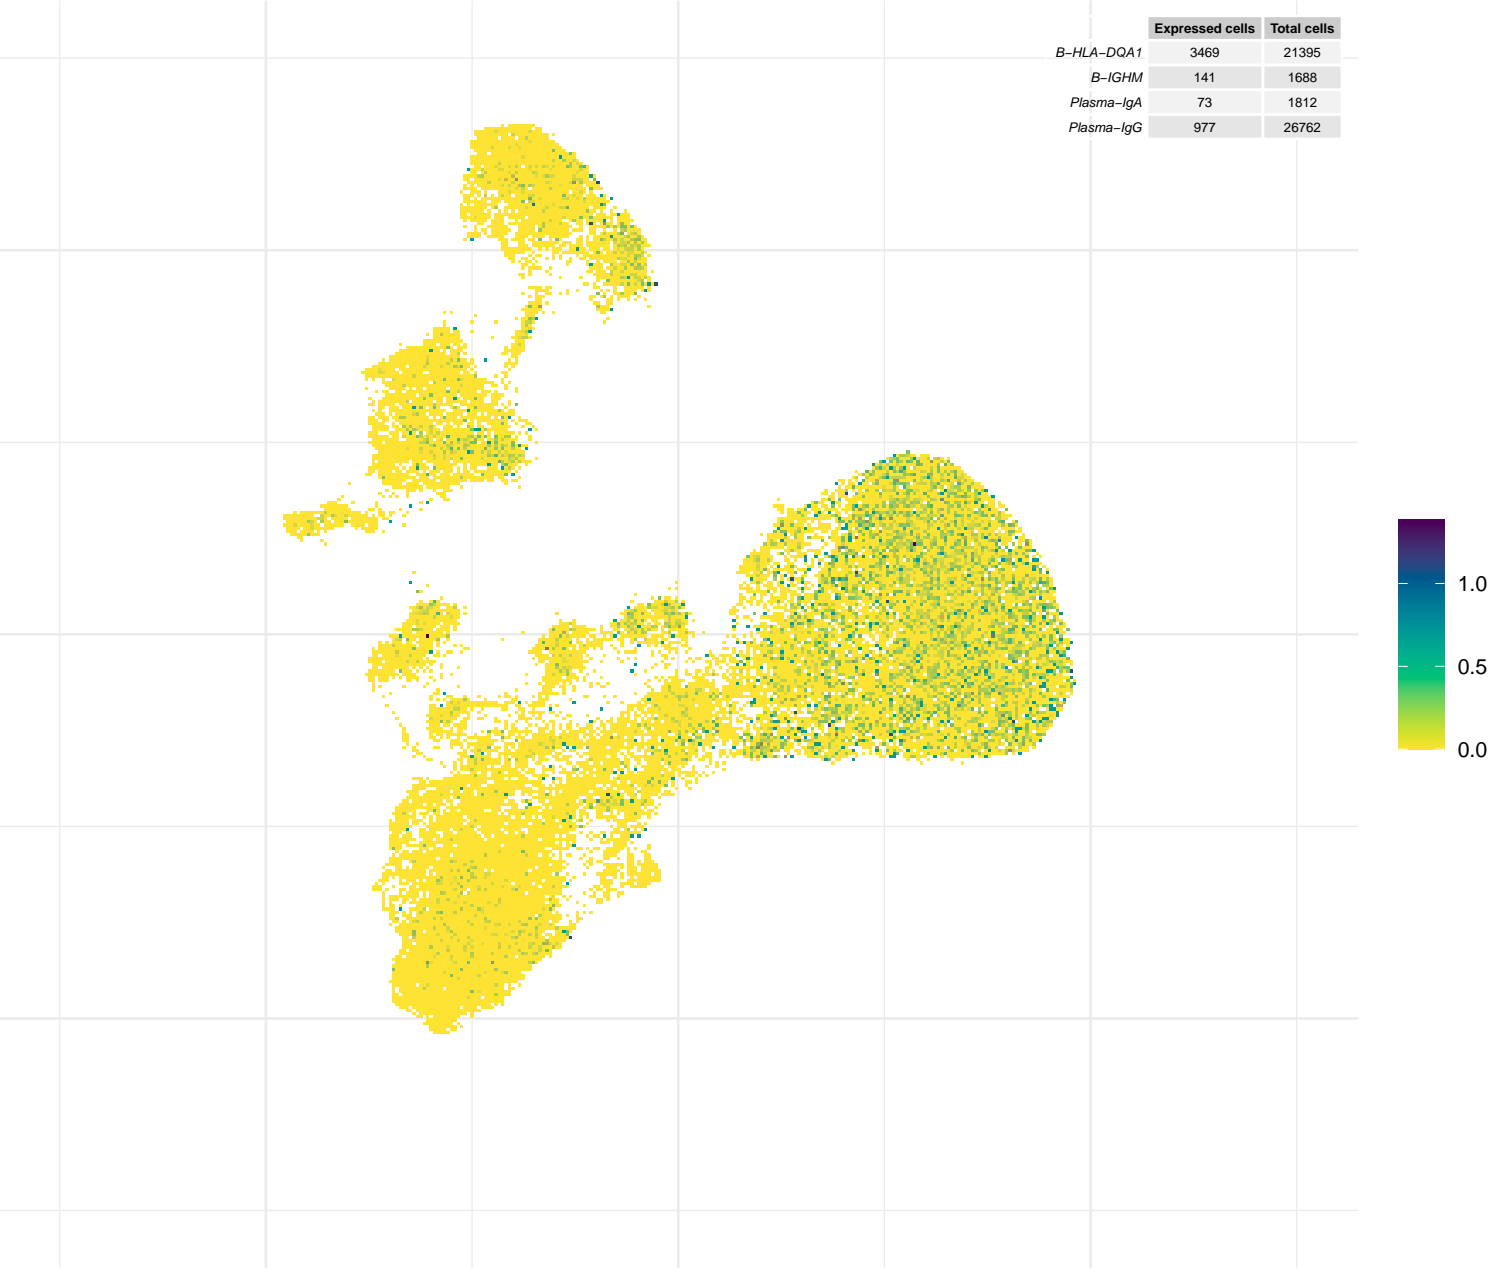 Expressed cells Total cells
B−HLA−DQA1 3469 21395
B−IGHM 141 1688
Plasma−IgA 73 1812
Plasma−IgG 977 26762
1.0
0.5
0.0